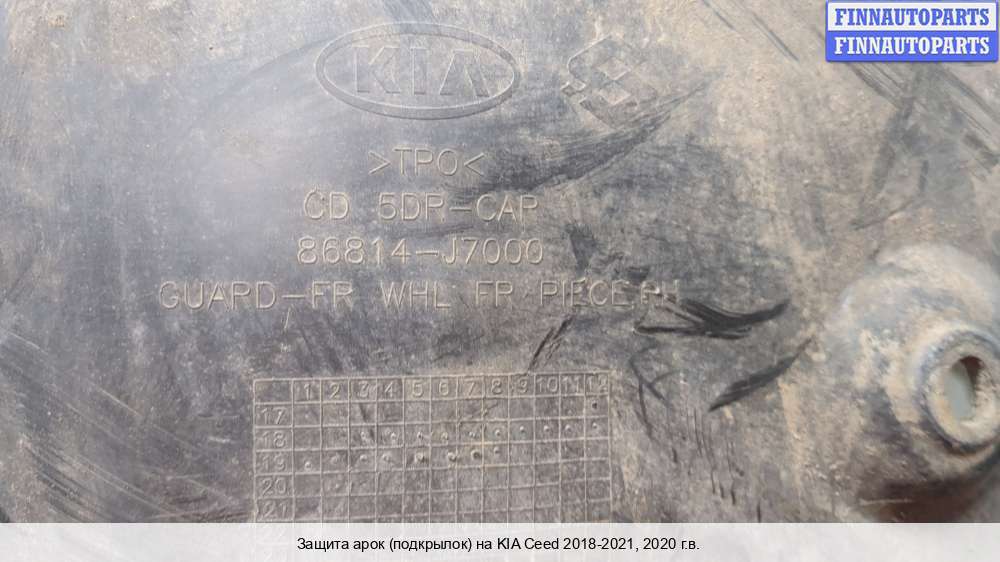 FINNAUTOPARTS
FINNAUTOPARTS
KIA
>TPO<
CD 5DR-CAP
86814-J7000
GUARD-FR WHL FR PIECE RH
1 2 3 4 5 6 7 8 9 10 11 12
17
18
19
20
21
Защита арок (подкрылок) на KIA Ceed 2018-2021, 2020 г.в.